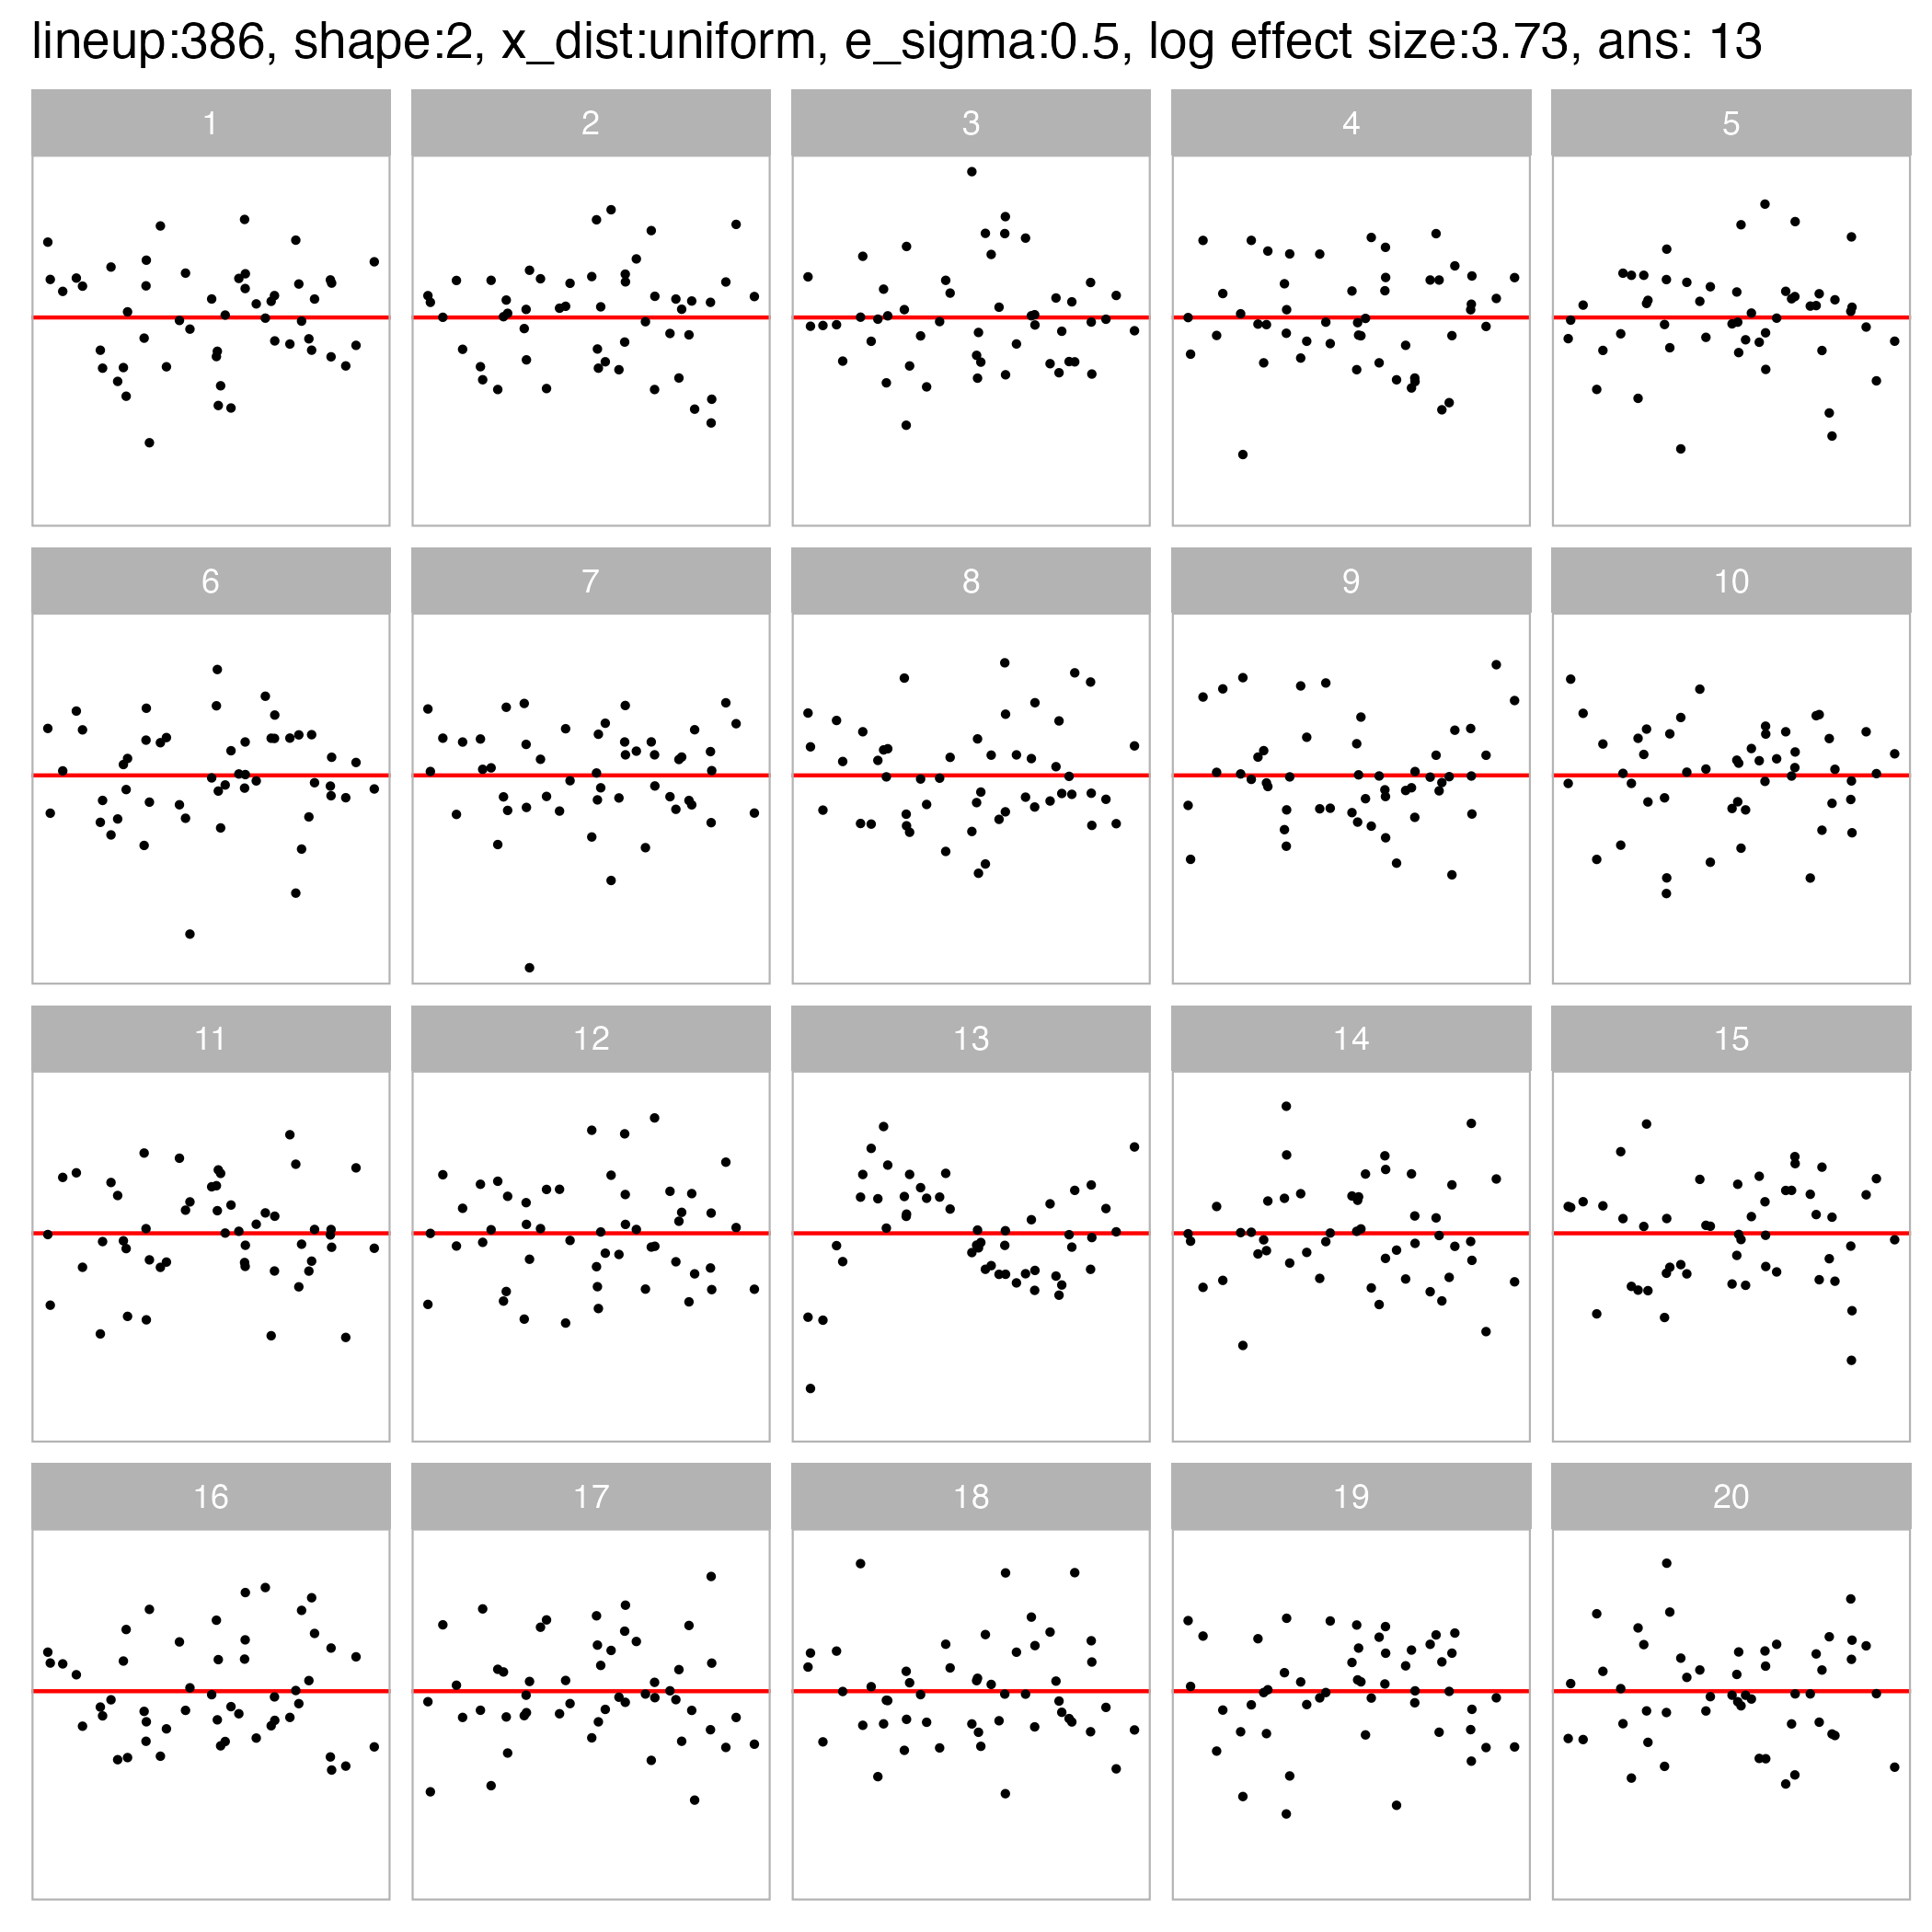 lineup:386, shape:2, x_dist:uniform, e_sigma:0.5, log effect size:3.73, ans: 13
1 2 3 4 5
6 7 8 9 10
11 12 13 14 15
16 17 18 19 20